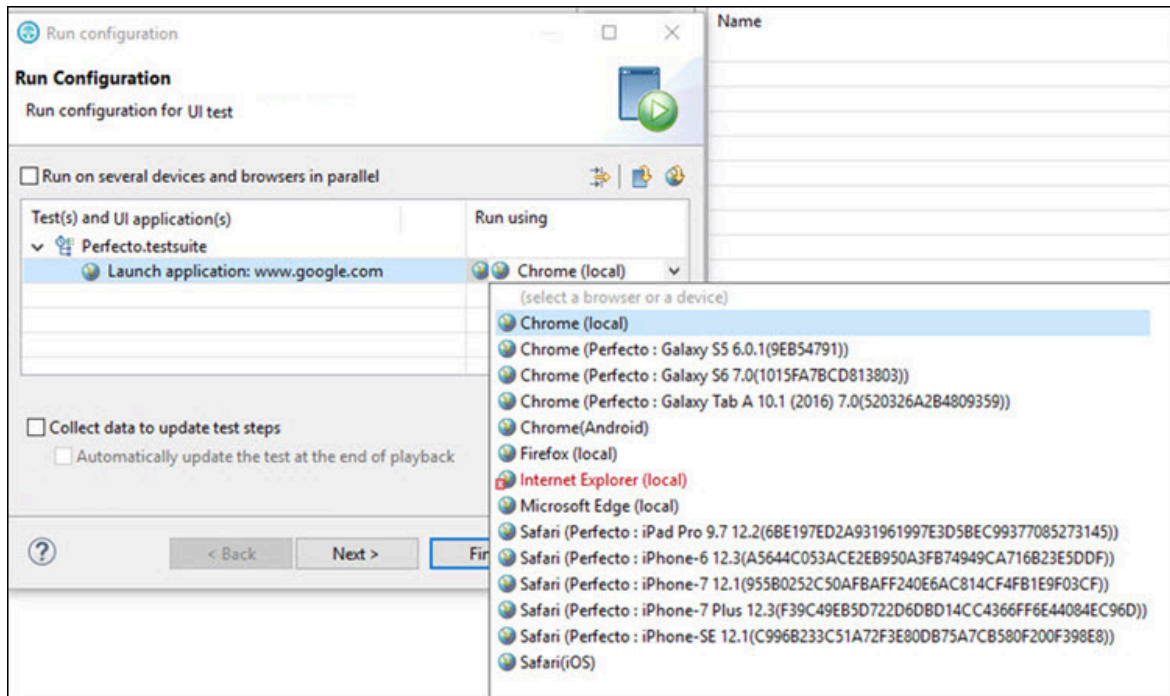 Run configuration
Name
Run Configuration
Run configuration for UI test
Run on several devices and browsers in parallel
Test(s) and UI application(s)
Run using
Perfecto.testsuite
Launch application: www.google.com
Chrome (local)
(select a browser or a device)
Chrome (local)
Chrome (Perfecto : Galaxy S5 6.0.1(9EB54791))
Chrome (Perfecto : Galaxy S6 7.0(1015FA7BCD813803))
Chrome (Perfecto : Galaxy Tab A 10.1 (2016) 7.0(520326A2B4809359))
Chrome(Android)
Firefox (local)
Internet Explorer (local)
Microsoft Edge (local)
Safari (Perfecto : iPad Pro 9.7 12.2(6BE197ED2A931961997E3D5BEC99377085273145))
Safari (Perfecto : iPhone-6 12.3(A5644C053ACE2EB950A3FB74949CA716B23E5DDF))
Safari (Perfecto : iPhone-7 12.1(955B0252C50AFBAFF240E6AC814CF4FB1E9F03CF))
Safari (Perfecto : iPhone-7 Plus 12.3(F39C49EB5D722D6DBD14CC4366FF6E44084EC96D))
Safari (Perfecto : iPhone-SE 12.1(C996B233C51A72F3E80DB75A7CB580F200F398E8))
Safari(iOS)
Collect data to update test steps
Automatically update the test at the end of playback
?
< Back
Next >
Fin